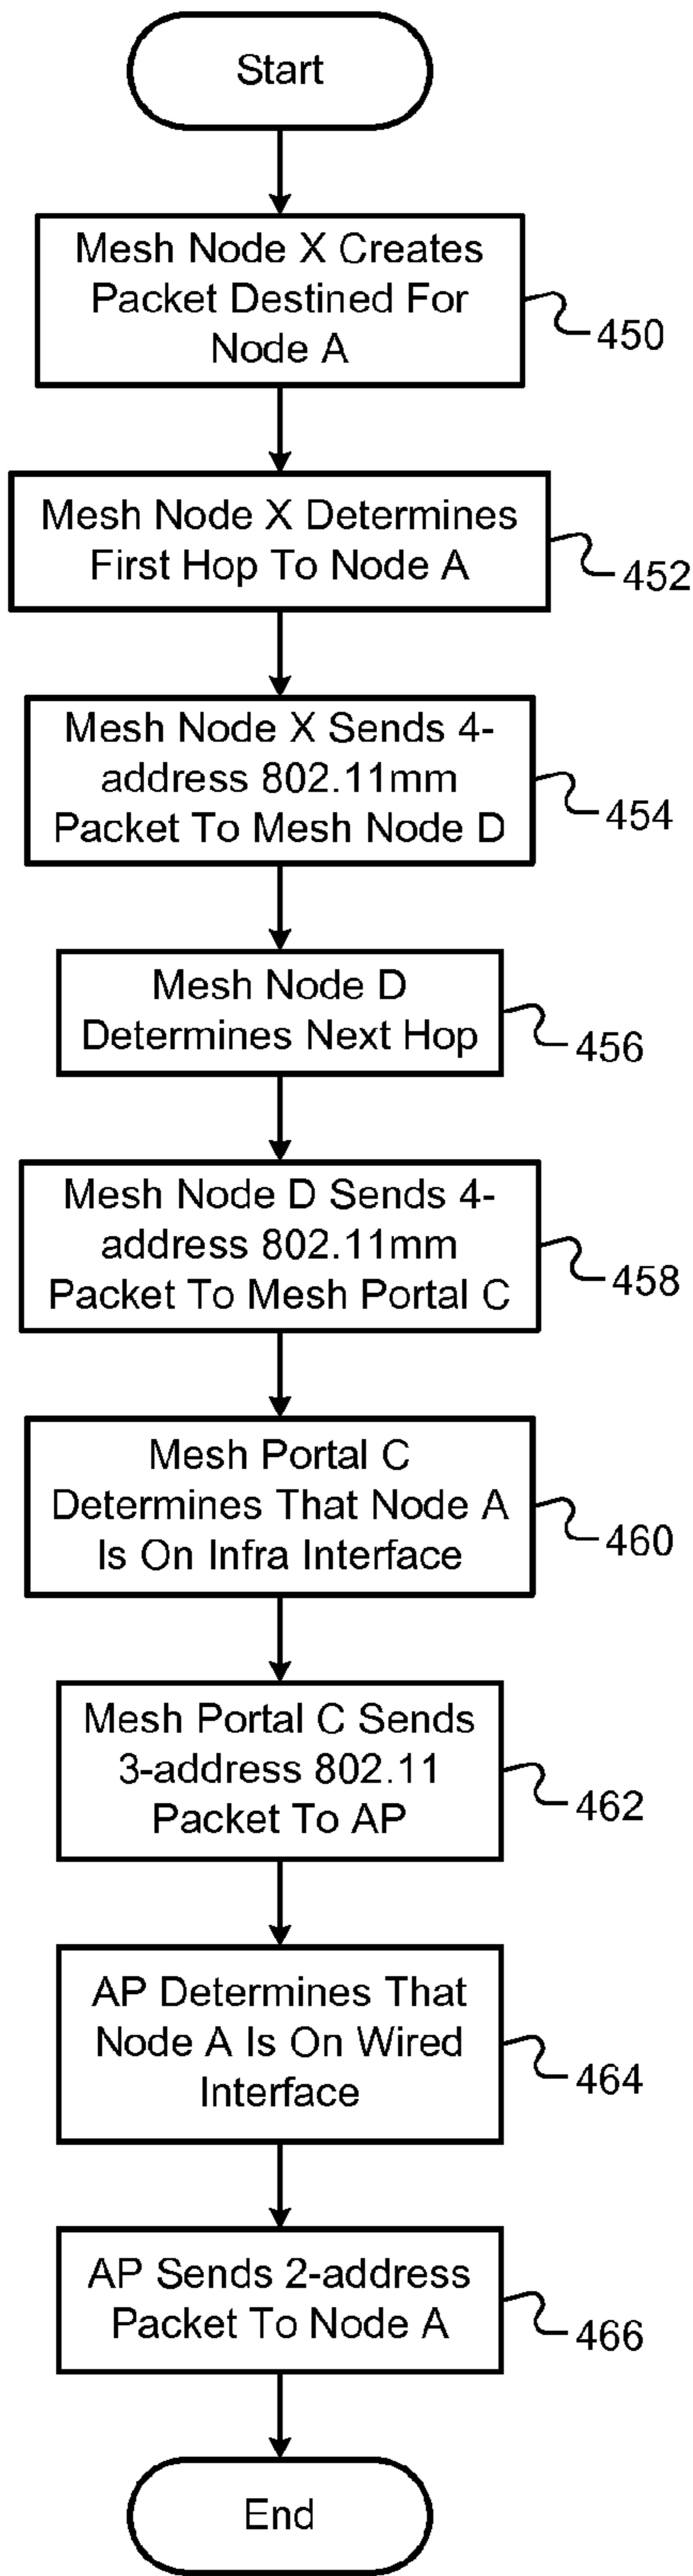 Start
Mesh Node X Creates
Packet Destined For
Node A
450
Mesh Node X Determines
First Hop To Node A
452
Mesh Node X Sends 4-
address 802.11mm
Packet To Mesh Node D
454
Mesh Node D
Determines Next Hop
456
Mesh Node D Sends 4-
address 802.11mm
Packet To Mesh Portal C
458
Mesh Portal C
Determines That Node A
Is On Infra Interface
460
Mesh Portal C Sends
3-address 802.11
Packet To AP
462
AP Determines That
Node A Is On Wired
Interface
464
AP Sends 2-address
Packet To Node A
466
End